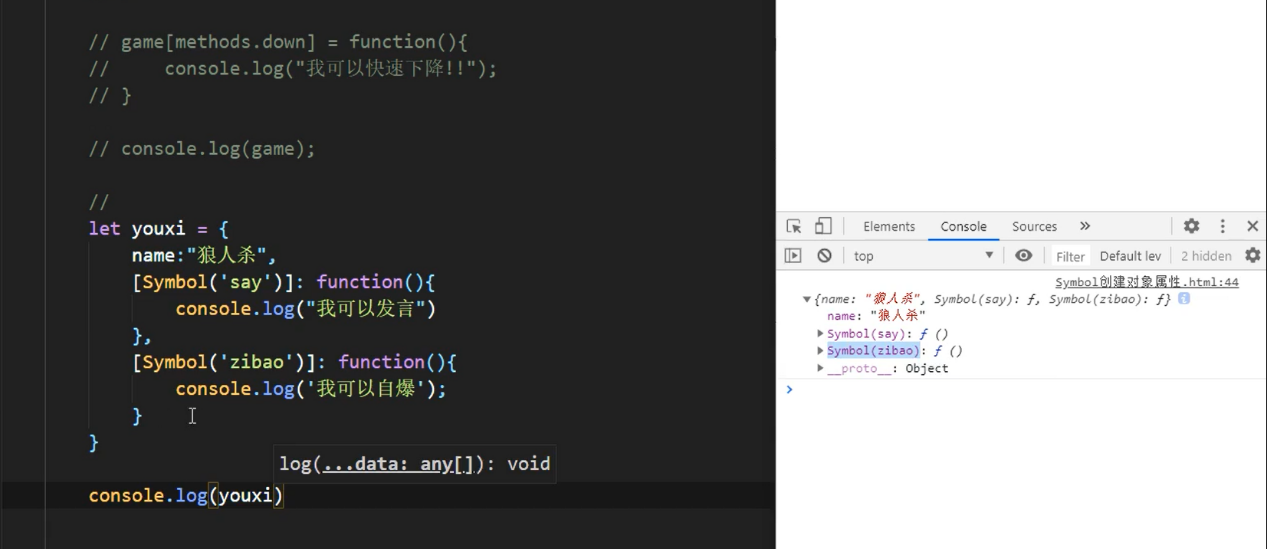 // game[methods.down] = function(){
//     console.log("我可以快速下降!!");
// }
// console.log(game);
//
let youxi = {
name:"狼人杀",
[Symbol('say')]: function(){
console.log("我可以发言")
},
[Symbol('zibao')]: function(){
console.log('我可以自爆');
}
}
log(...data: any[]): void
console.log(youxi)
Elements Console Sources »
top Filter Default lev 2 hidden
Symbol创建对象属性.html:44
{name: "狼人杀", Symbol(say): ƒ, Symbol(zibao): ƒ}
name: "狼人杀"
Symbol(say): ƒ ()
Symbol(zibao): ƒ ()
__proto__: Object